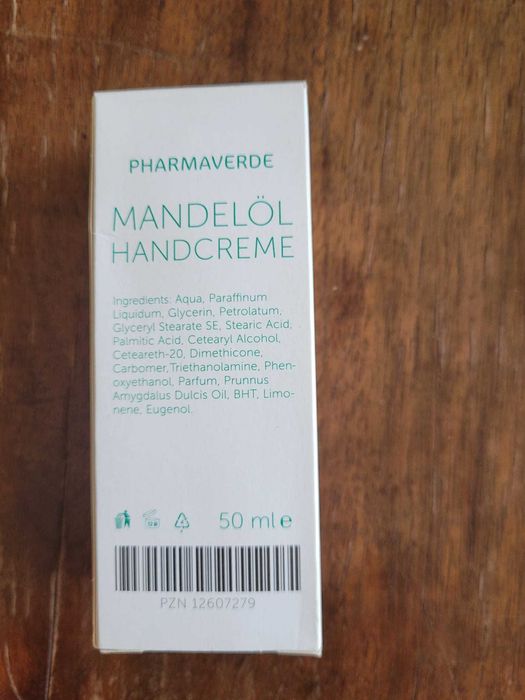 PHARMAVERDE
MANDELÖL
HANDCREME
Ingredients: Aqua, Paraffinum
Liquidum, Glycerin, Petrolatum,
Glyceryl Stearate SE, Stearic Acid,
Palmitic Acid, Cetearyl Alcohol,
Ceteareth-20, Dimethicone,
Carbomer, Triethanolamine, Phen-
oxyethanol, Parfum, Prunnus
Amygdalus Dulcis Oil, BHT, Limo-
nene, Eugenol.
50 ml e
PZN 12607279